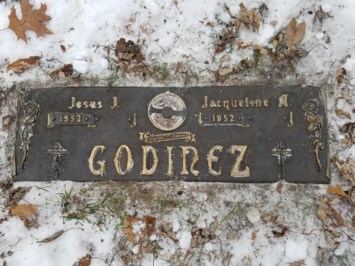 Jesus J. Jacqueline A.
1952 1952
GODINEZ